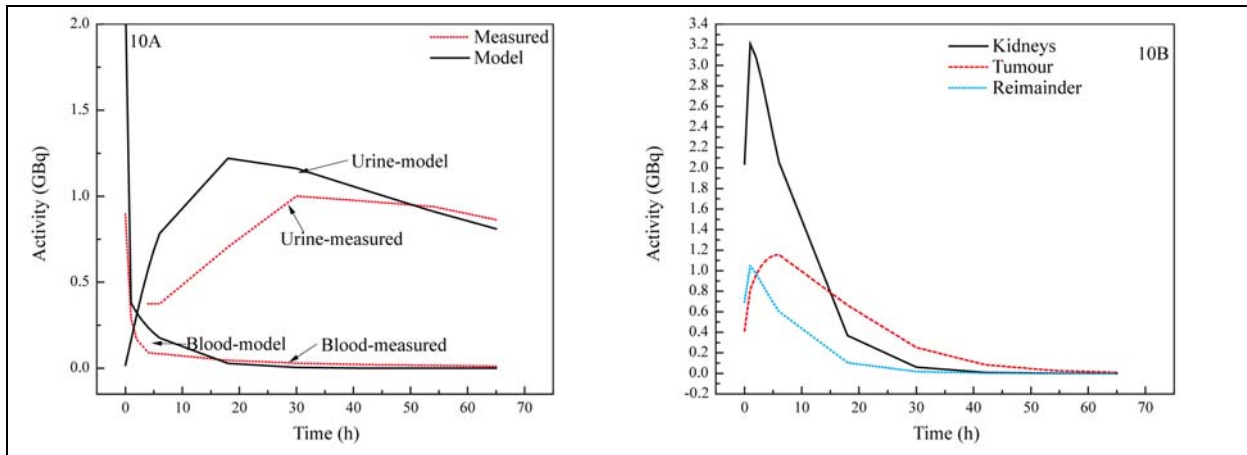 10A
Measured
Model
2.0
1.5
1.0
0.5
0.0
Activity (GBq)
Urine-model
Urine-measured
Blood-model
Blood-measured
0 10 20 30 40 50 60 70
Time (h)
10B
Kidneys
Tumour
Reimainder
3.4
3.2
3.0
2.8
2.6
2.4
2.2
2.0
1.8
1.6
1.4
1.2
1.0
0.8
0.6
0.4
0.2
0.0
-0.2
Activity (GBq)
0 10 20 30 40 50 60 70
Time (h)